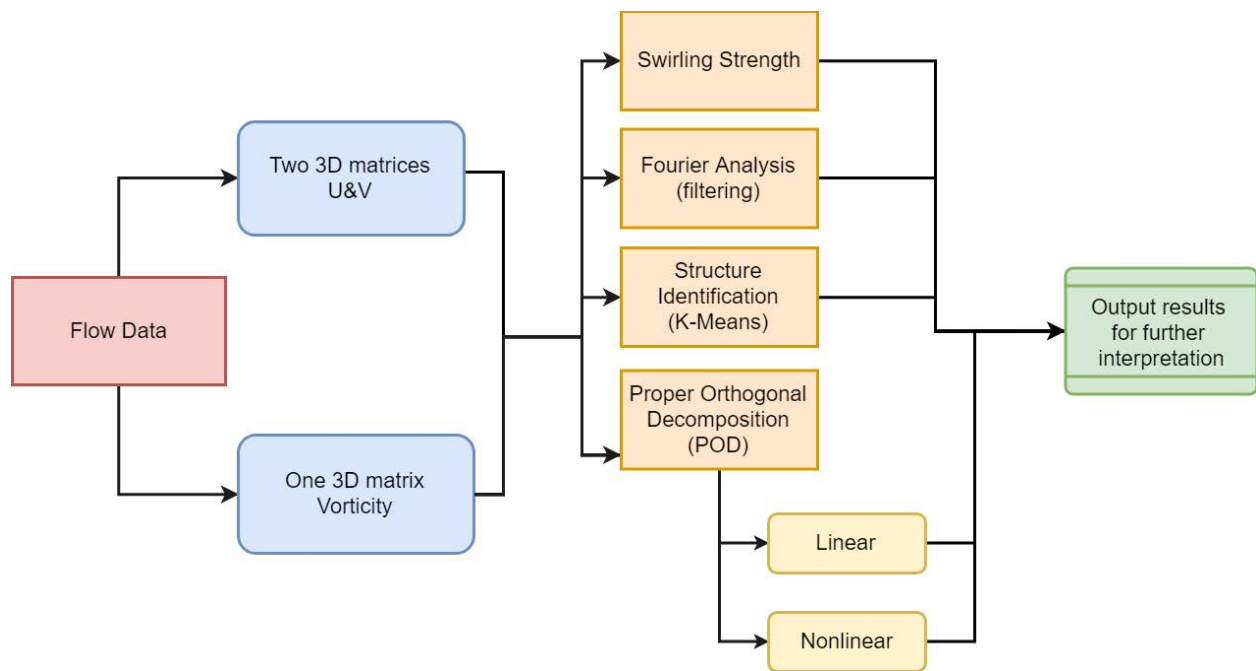 Flow Data
Two 3D matrices
U&V
One 3D matrix
Vorticity
Swirling Strength
Fourier Analysis
(filtering)
Structure
Identification
(K-Means)
Proper Orthogonal
Decomposition
(POD)
Linear
Nonlinear
Output results
for further
interpretation